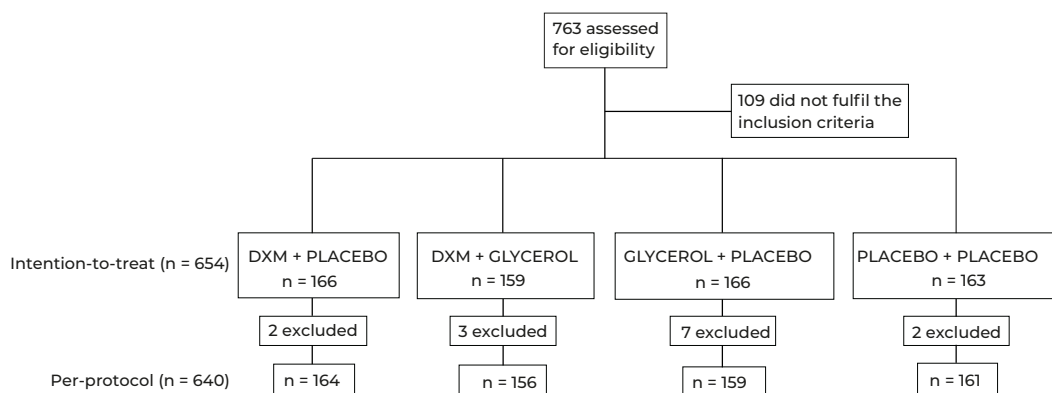 763 assessed
for eligibility
109 did not fulfil the
inclusion criteria
Intention-to-treat (n = 654)
DXM + PLACEBO
n = 166
DXM + GLYCEROL
n = 159
GLYCEROL + PLACEBO
n = 166
PLACEBO + PLACEBO
n = 163
2 excluded
3 excluded
7 excluded
2 excluded
Per-protocol (n = 640)
n = 164
n = 156
n = 159
n = 161